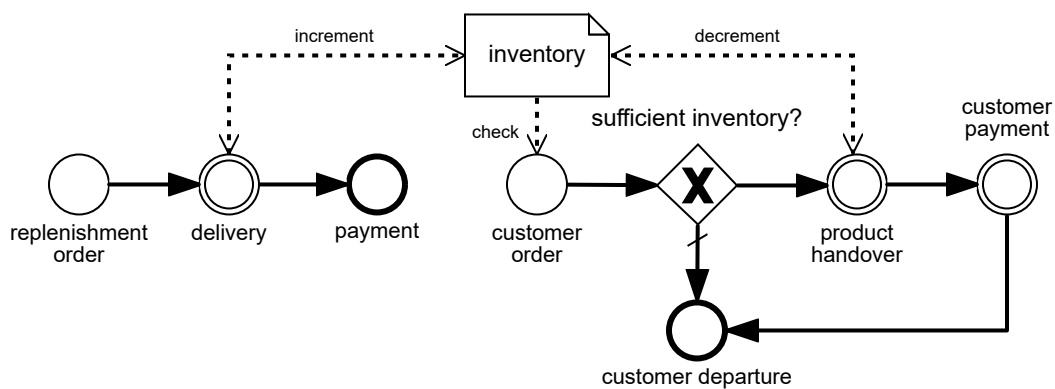 increment
inventory
decrement
check
sufficient inventory?
customer
payment
replenishment
order
delivery
payment
customer
order
X
product
handover
customer departure